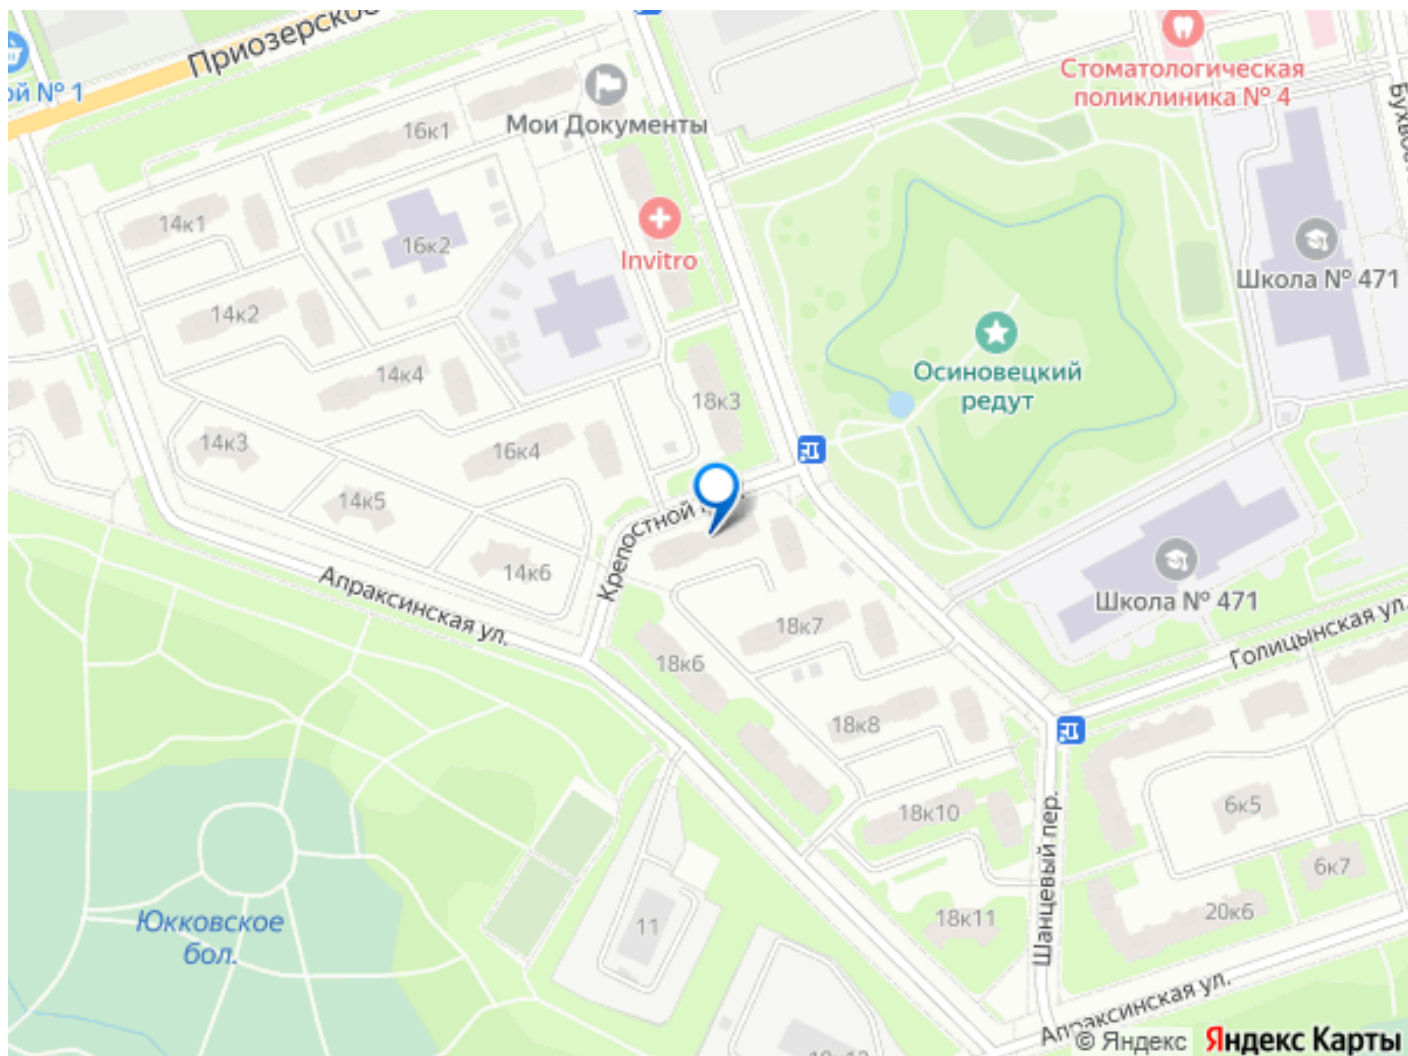 Приозерское
ой № 1
16к1
Мои Документы
Стоматологическая
поликлиника № 4
14к1
16к2
Invitro
Школа № 471
14к2
14к4
18к3
Осиновецкий
редут
14к3
16к4
14к5
14к6
Крепостной
Апраксинская ул.
18к7
18к6
Школа № 471
Голицынская ул.
18к8
18к10
6к5
6к7
Шанцевый пер.
18к11
20к6
11
Юкковское
бол.
Апраксинская ул.
© Яндекс Яндекс Карты